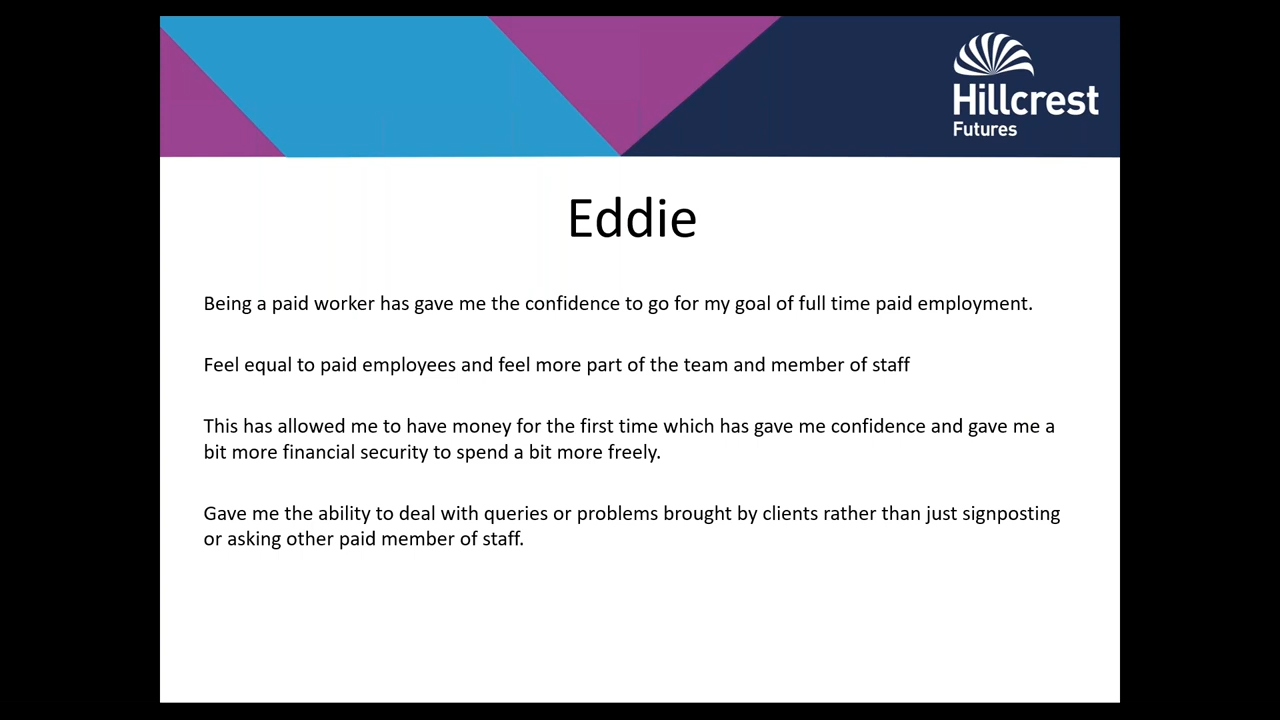 Hillcrest
Futures
Eddie
Being a paid worker has gave me the confidence to go for my goal of full time paid employment.
Feel equal to paid employees and feel more part of the team and member of staff
This has allowed me to have money for the first time which has gave me confidence and gave me a
bit more financial security to spend a bit more freely.
Gave me the ability to deal with queries or problems brought by clients rather than just signposting
or asking other paid member of staff.